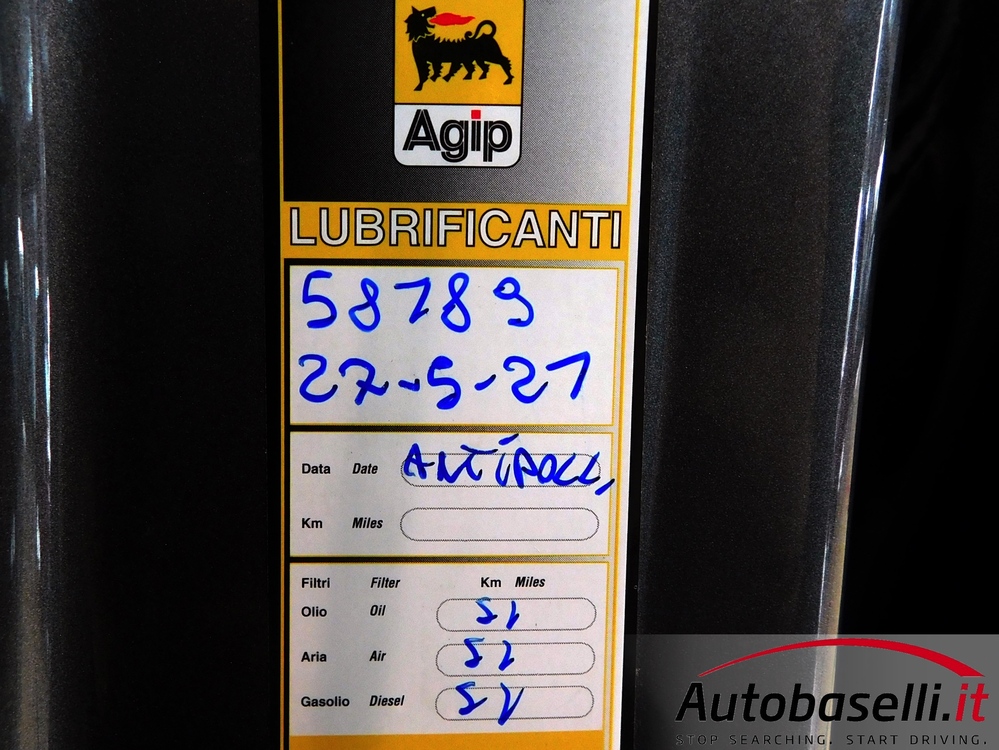 Agip
LUBRIFICANTI
58789
27-5-21
Data Date ANTIPOLL,
Km Miles
Filtri Filter Km Miles
Olio Oil SI
Aria Air SI
Gasolio Diesel SI
Autobaselli.it
STOP SEARCHING. START DRIVING.